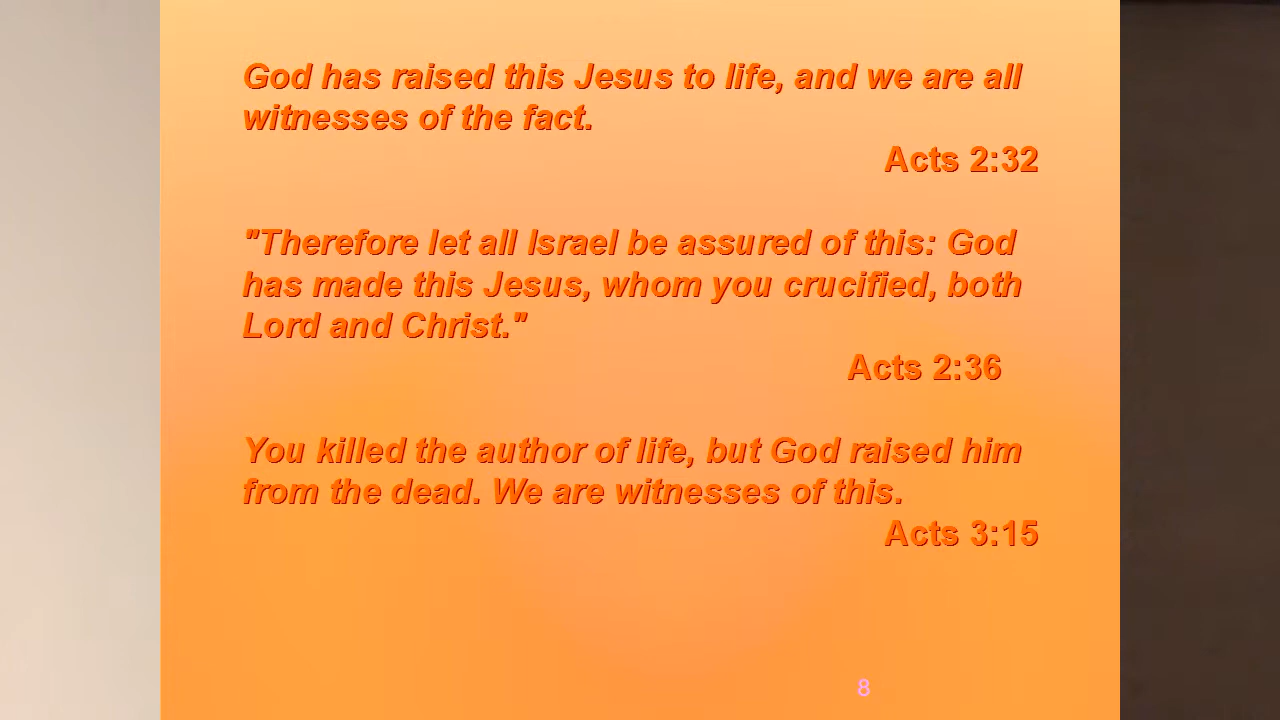 God has raised this Jesus to life, and we are all
witnesses of the fact.
Acts 2:32
"Therefore let all Israel be assured of this: God
has made this Jesus, whom you crucified, both
Lord and Christ."
Acts 2:36
You killed the author of life, but God raised him
from the dead. We are witnesses of this.
Acts 3:15
8